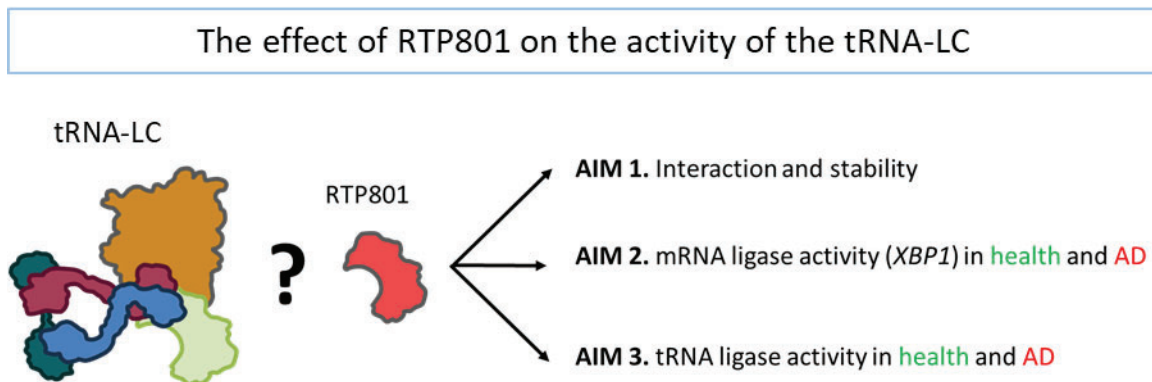 The effect of RTP801 on the activity of the tRNA-LC
tRNA-LC
RTP801
?
AIM 1. Interaction and stability
AIM 2. mRNA ligase activity (XBP1) in health and AD
AIM 3. tRNA ligase activity in health and AD